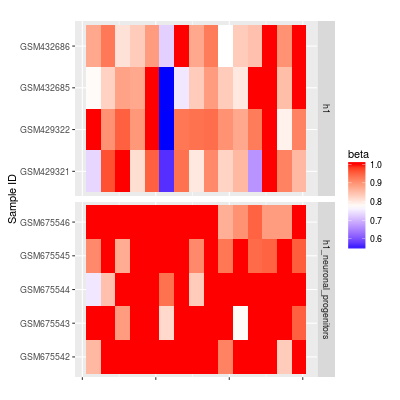 GSM432686
GSM432685
GSM429322
GSM429321
h1
GSM675546
GSM675545
GSM675544
GSM675543
GSM675542
h1_neuronal_progenitors
Sample ID
beta
1.0
0.9
0.8
0.7
0.6